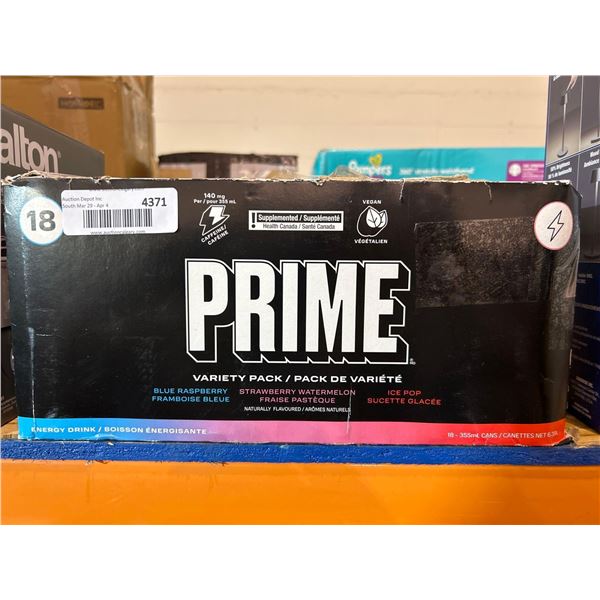 alton
Pampers
18
Auction Depot Inc
South Mar 29 - Apr 4
4371
140 mg
Per / pour 355 mL
CAFFEINE/
CAFÉINE
Supplemented / Supplémenté
Health Canada / Santé Canada
VEGAN
VÉGÉTALIEN
PRIME
VARIETY PACK / PACK DE VARIÉTÉ
BLUE RASPBERRY
FRAMBOISE BLEUE
STRAWBERRY WATERMELON
FRAISE PASTÈQUE
ICE POP
SUCETTE GLACÉE
NATURALLY FLAVOURED / ARÔMES NATURELS
ENERGY DRINK / BOISSON ÉNERGISANTE
18 - 355mL CANS / CANETTES NET 6.39L